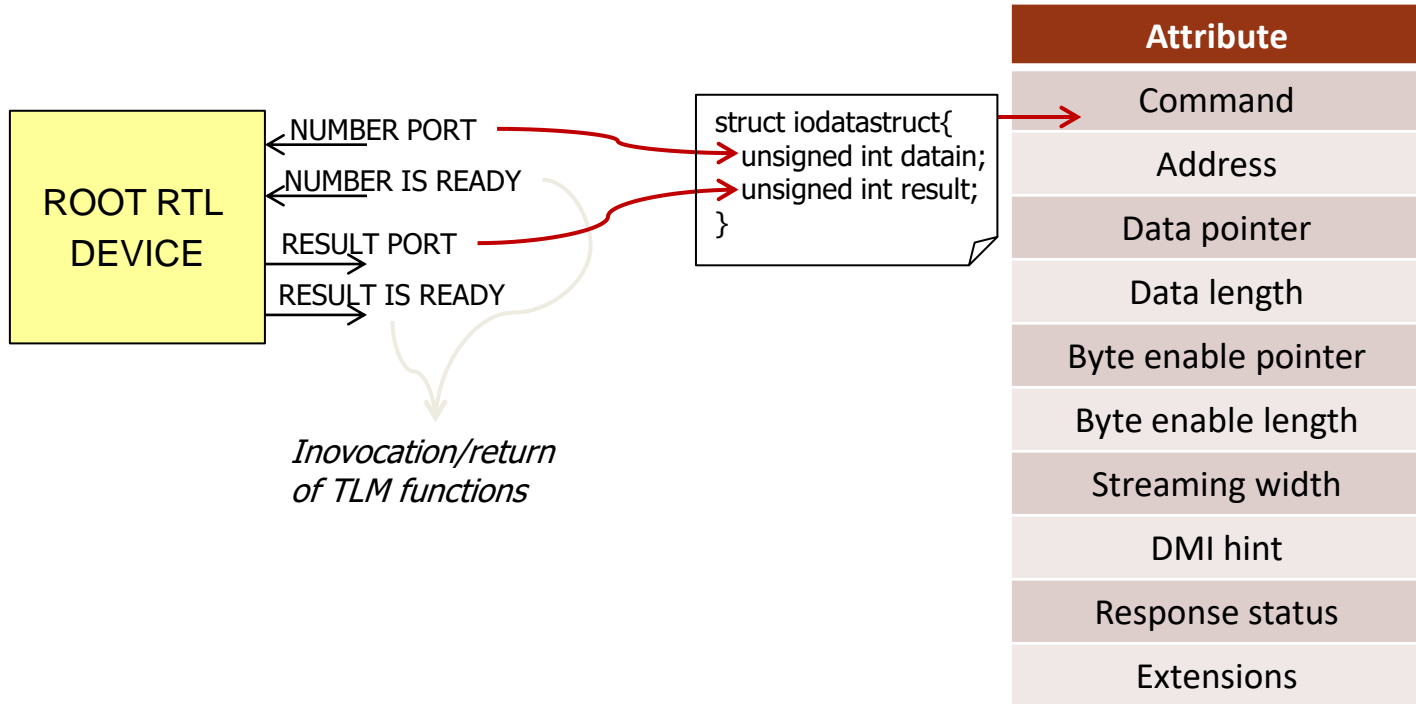 ROOT RTL
DEVICE
NUMBER PORT
NUMBER IS READY
RESULT PORT
RESULT IS READY
Inovocation/return
of TLM functions
struct iodatastruct{
unsigned int datain;
unsigned int result;
}
Attribute
Command
Address
Data pointer
Data length
Byte enable pointer
Byte enable length
Streaming width
DMI hint
Response status
Extensions